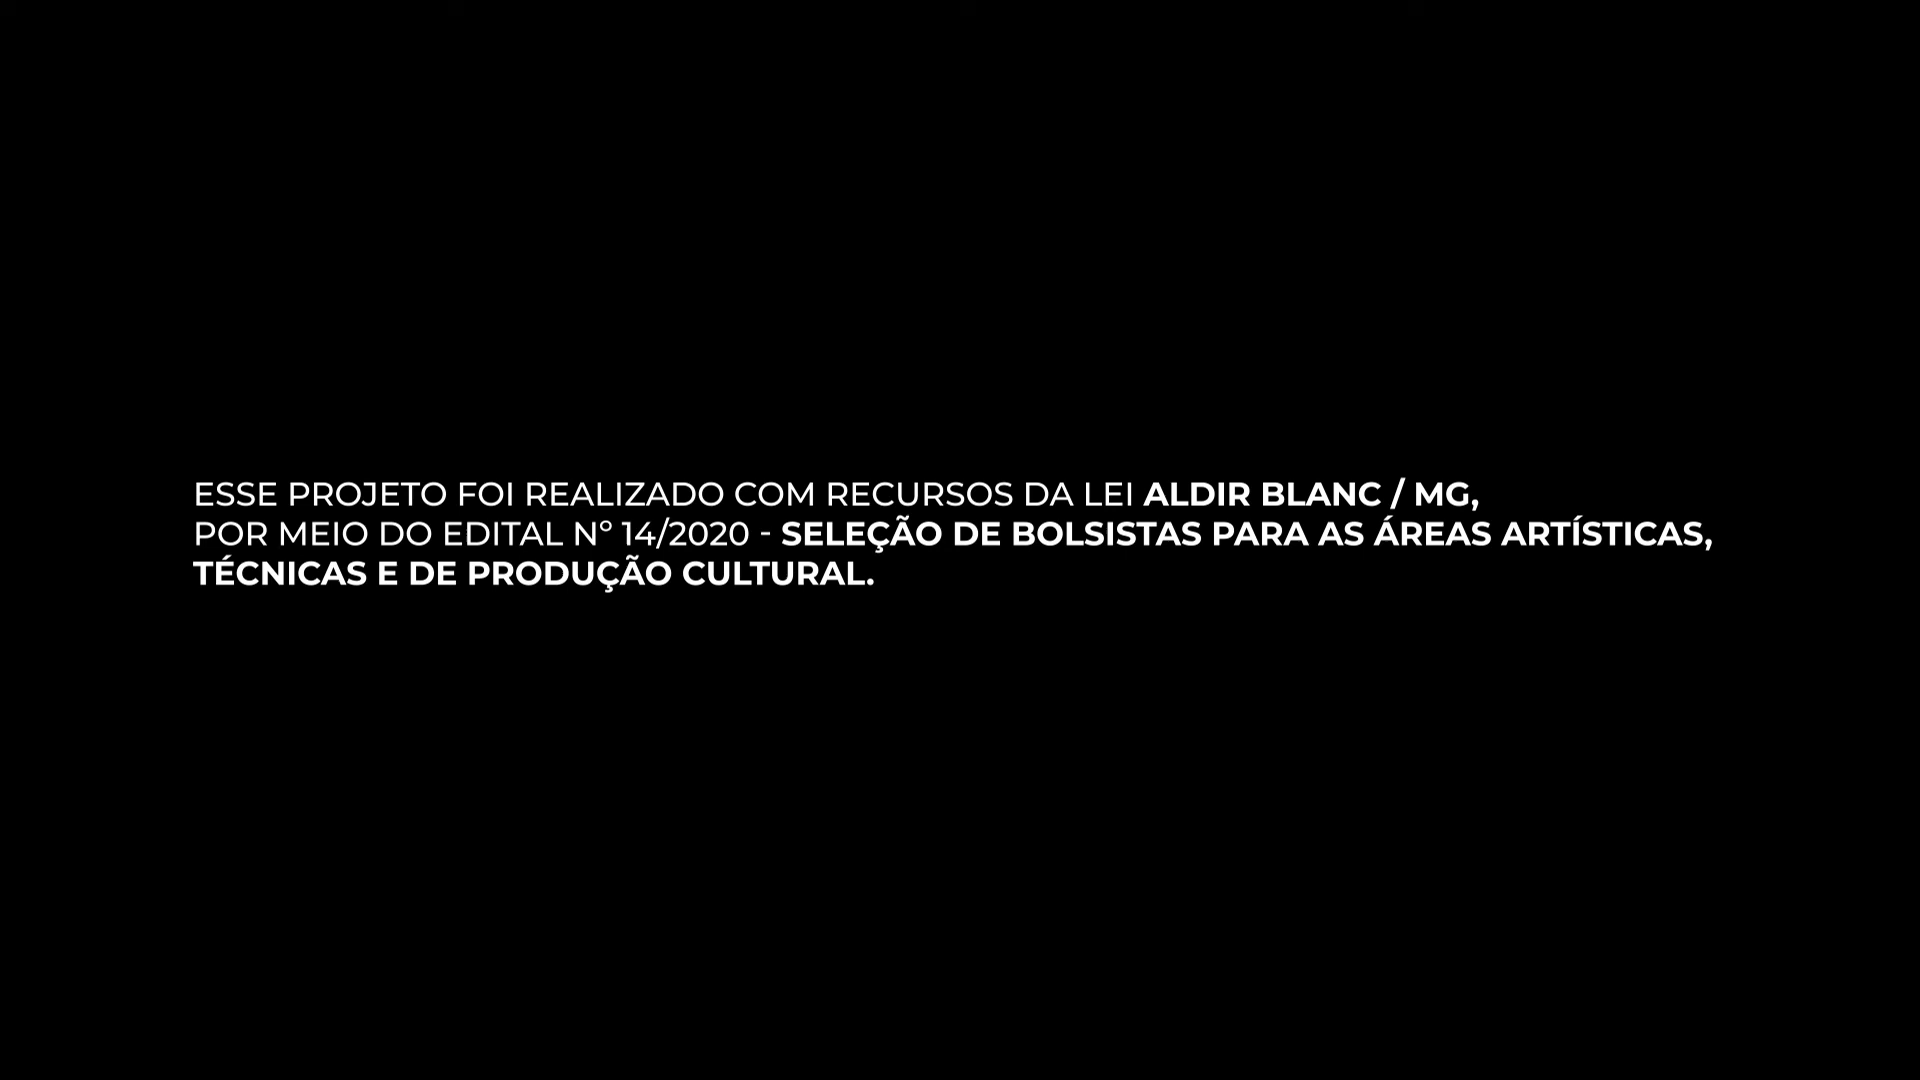 ESSE PROJETO FOI REALIZADO COM RECURSOS DA LEI ALDIR BLANC / MG,
POR MEIO DO EDITAL Nº 14/2020 - SELEÇÃO DE BOLSISTAS PARA AS ÁREAS ARTÍSTICAS,
TÉCNICAS E DE PRODUÇÃO CULTURAL.